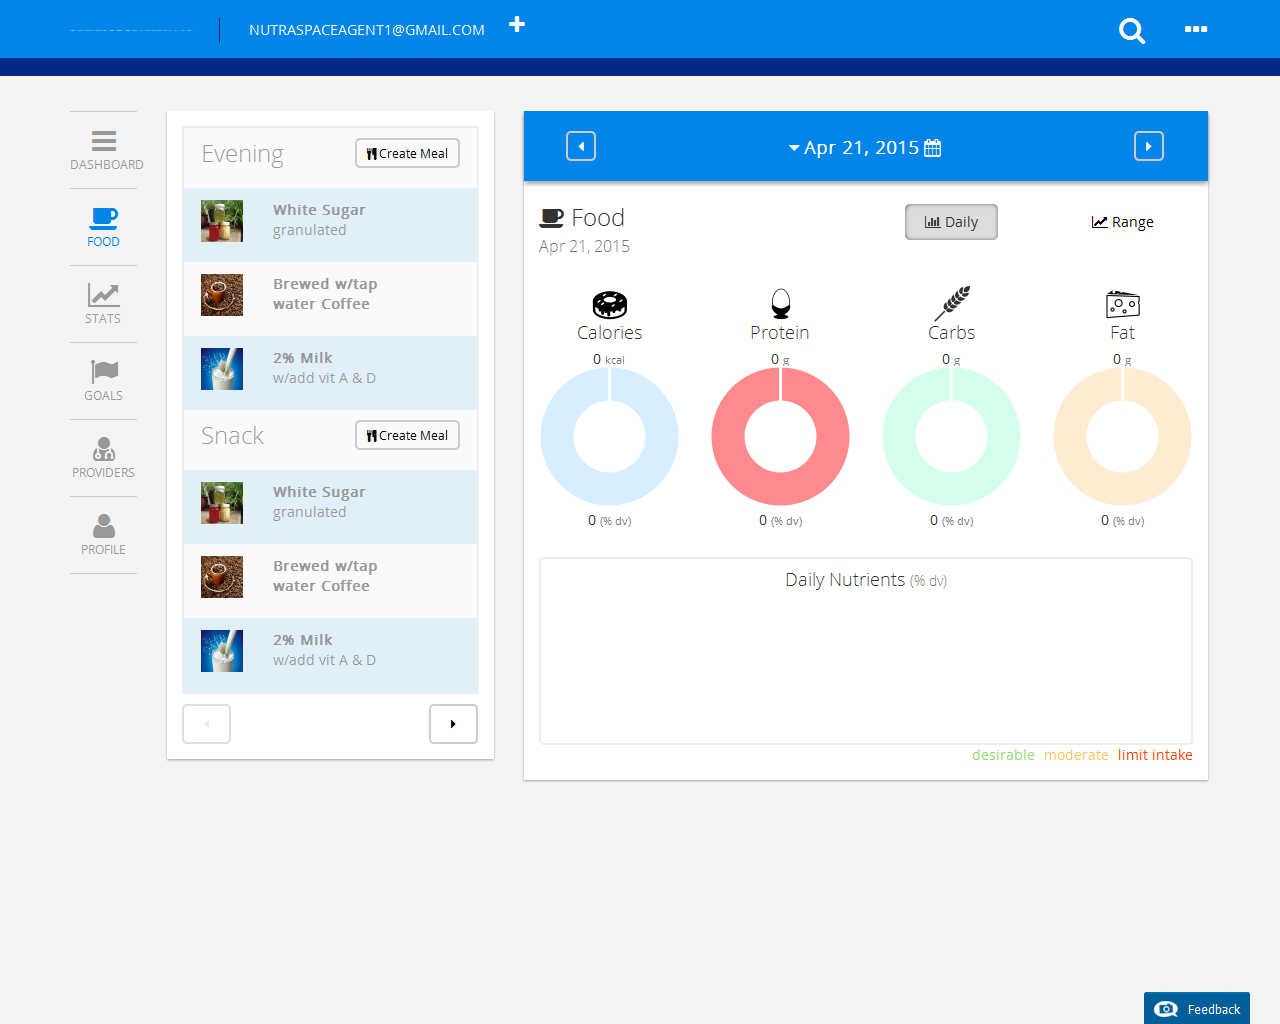 NUTRASPACEAGENT1@GMAIL.COM
DASHBOARD
FOOD
STATS
GOALS
PROVIDERS
PROFILE
Evening
Create Meal
White Sugar
granulated
Brewed w/tap
water Coffee
2% Milk
w/add vit A & D
Snack
Create Meal
White Sugar
granulated
Brewed w/tap
water Coffee
2% Milk
w/add vit A & D
Apr 21, 2015
Food
Apr 21, 2015
Daily
Range
Calories
Protein
Carbs
Fat
0 kcal
0 g
0 g
0 g
0 (% dv)
0 (% dv)
0 (% dv)
0 (% dv)
Daily Nutrients (% dv)
desirable moderate limit intake
Feedback